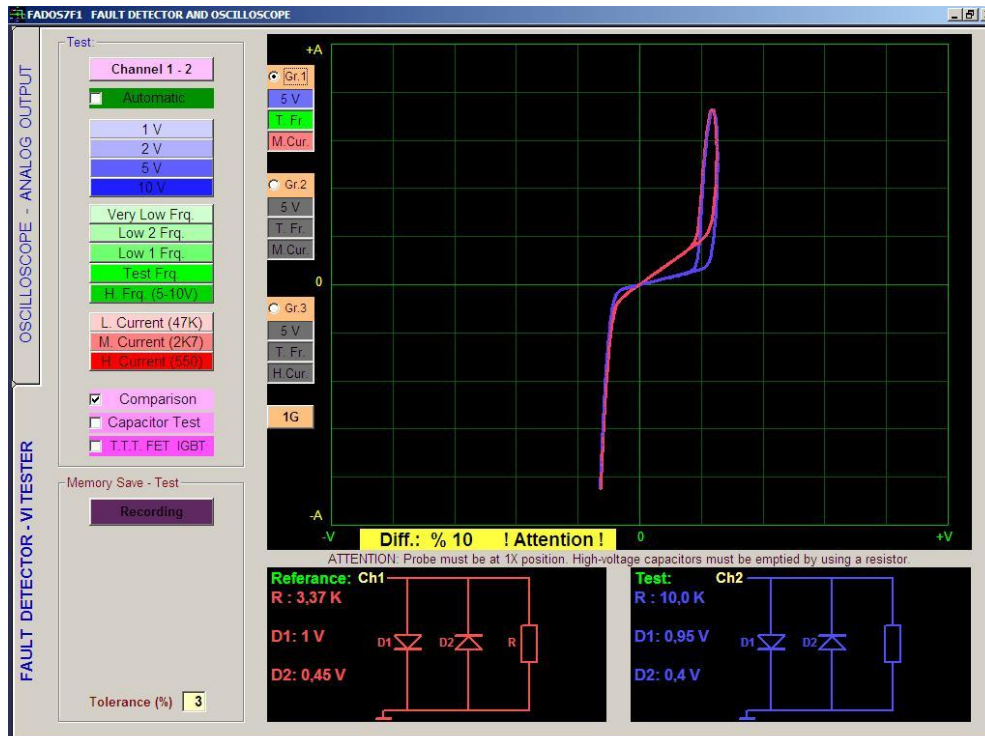 FADOS7F1 FAULT DETECTOR AND OSCILLOSCOPE
OSCILLOSCOPE - ANALOG OUTPUT
FAULT DETECTOR - VI TESTER
Test:
Channel 1 - 2
Automatic
1 V
2 V
5 V
10 V
Very Low Frq.
Low 2 Frq.
Low 1 Frq.
Test Frq.
H. Frq. (5-10V)
L. Current (47K)
M. Current (2K7)
H. Current (550)
Comparison
Capacitor Test
T.T.T. FET IGBT
Memory Save - Test
Recording
Tolerance (%) 3
+A
Gr.1
5 V
T. Fr.
M.Cur.
Gr.2
5 V
T. Fr.
M.Cur.
0
Gr.3
5 V
T. Fr.
H.Cur.
1G
-A
-V
Diff.: % 10 ! Attention !
0
+V
ATTENTION: Probe must be at 1X position. High-voltage capacitors must be emptied by using a resistor.
Referance: Ch1
R : 3,37 K
D1: 1 V
D2: 0,45 V
D1
D2
R
Test: Ch2
R : 10,0 K
D1: 0,95 V
D2: 0,4 V
D1
D2